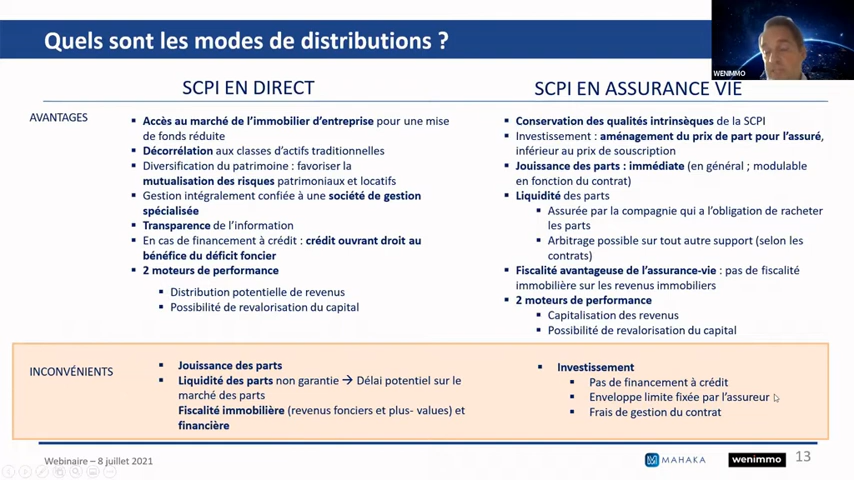 Quels sont les modes de distributions ?
WENIMMO
SCPI EN DIRECT
SCPI EN ASSURANCE VIE
AVANTAGES
▪ Accès au marché de l'immobilier d'entreprise pour une mise
de fonds réduite
▪ Décorrélation aux classes d'actifs traditionnelles
▪ Diversification du patrimoine : favoriser la
mutualisation des risques patrimoniaux et locatifs
▪ Gestion intégralement confiée à une société de gestion
spécialisée
▪ Transparence de l'information
▪ En cas de financement à crédit : crédit ouvrant droit au
bénéfice du déficit foncier
▪ 2 moteurs de performance
▪ Distribution potentielle de revenus
▪ Possibilité de revalorisation du capital
▪ Conservation des qualités intrinsèques de la SCPI
▪ Investissement : aménagement du prix de part pour l'assuré,
inférieur au prix de souscription
▪ Jouissance des parts : immédiate (en général ; modulable
en fonction du contrat)
▪ Liquidité des parts
▪ Assurée par la compagnie qui a l'obligation de racheter
les parts
▪ Arbitrage possible sur tout autre support (selon les
contrats)
▪ Fiscalité avantageuse de l'assurance-vie : pas de fiscalité
immobilière sur les revenus immobiliers
▪ 2 moteurs de performance
▪ Capitalisation des revenus
▪ Possibilité de revalorisation du capital
INCONVÉNIENTS
▪ Jouissance des parts
▪ Liquidité des parts non garantie → Délai potentiel sur le
marché des parts
Fiscalité immobilière (revenus fonciers et plus- values) et
financière
▪ Investissement
▪ Pas de financement à crédit
▪ Enveloppe limite fixée par l'assureur
▪ Frais de gestion du contrat
Webinaire – 8 juillet 2021
MAHAKA
wenimmo
13